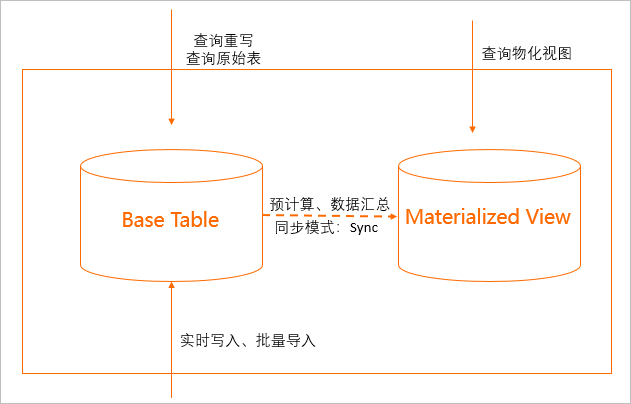 查询重写
查询原始表
查询物化视图
Base Table
预计算、数据汇总
同步模式：Sync
Materialized View
实时写入、批量导入